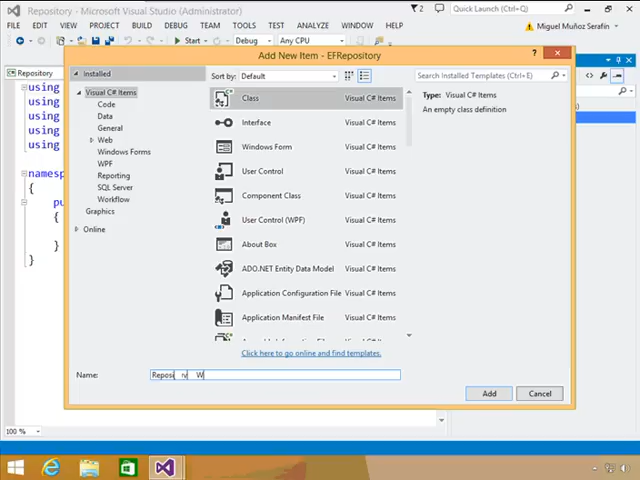 Repository - Microsoft Visual Studio (Administrator)
2
Quick Launch (Ctrl+Q)
FILE EDIT
BUILD DEBUG TEAM TOOLS TEST ANALYZE WINDOW HELP
Miguel Muñoz Serafín
Start
Debug
Any CPU
Add New Item - EFRepository
Repository
Installed
Sort by: Default
Search Installed Templates (Ctrl+E)
Visual C# Items
Code
Data
General
Web
Windows Forms
WPF
Reporting
SQL Server
Workflow
Graphics
Online
Class Visual C# Items
Interface Visual C# Items
Windows Form Visual C# Items
User Control Visual C# Items
Component Class Visual C# Items
User Control (WPF) Visual C# Items
About Box Visual C# Items
ADO.NET Entity Data Model Visual C# Items
Application Configuration File Visual C# Items
Application Manifest File Visual C# Items
Click here to go online and find templates.
Type: Visual C# Items
An empty class definition
using
using
using
using
using
namesp
{
pu
{
}
}
Name:
Reposi
W
Add
Cancel
100 %